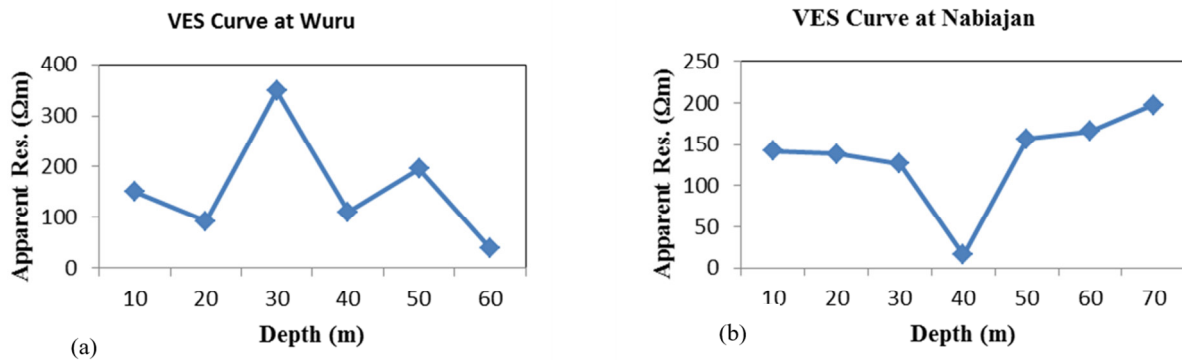 VES Curve at Wuru
Apparent Res. (Ωm)
400
300
200
100
0
10 20 30 40 50 60
Depth (m)
(a)
VES Curve at Nabiajan
Apparent Res. (Ωm)
250
200
150
100
50
0
10 20 30 40 50 60 70
Depth (m)
(b)